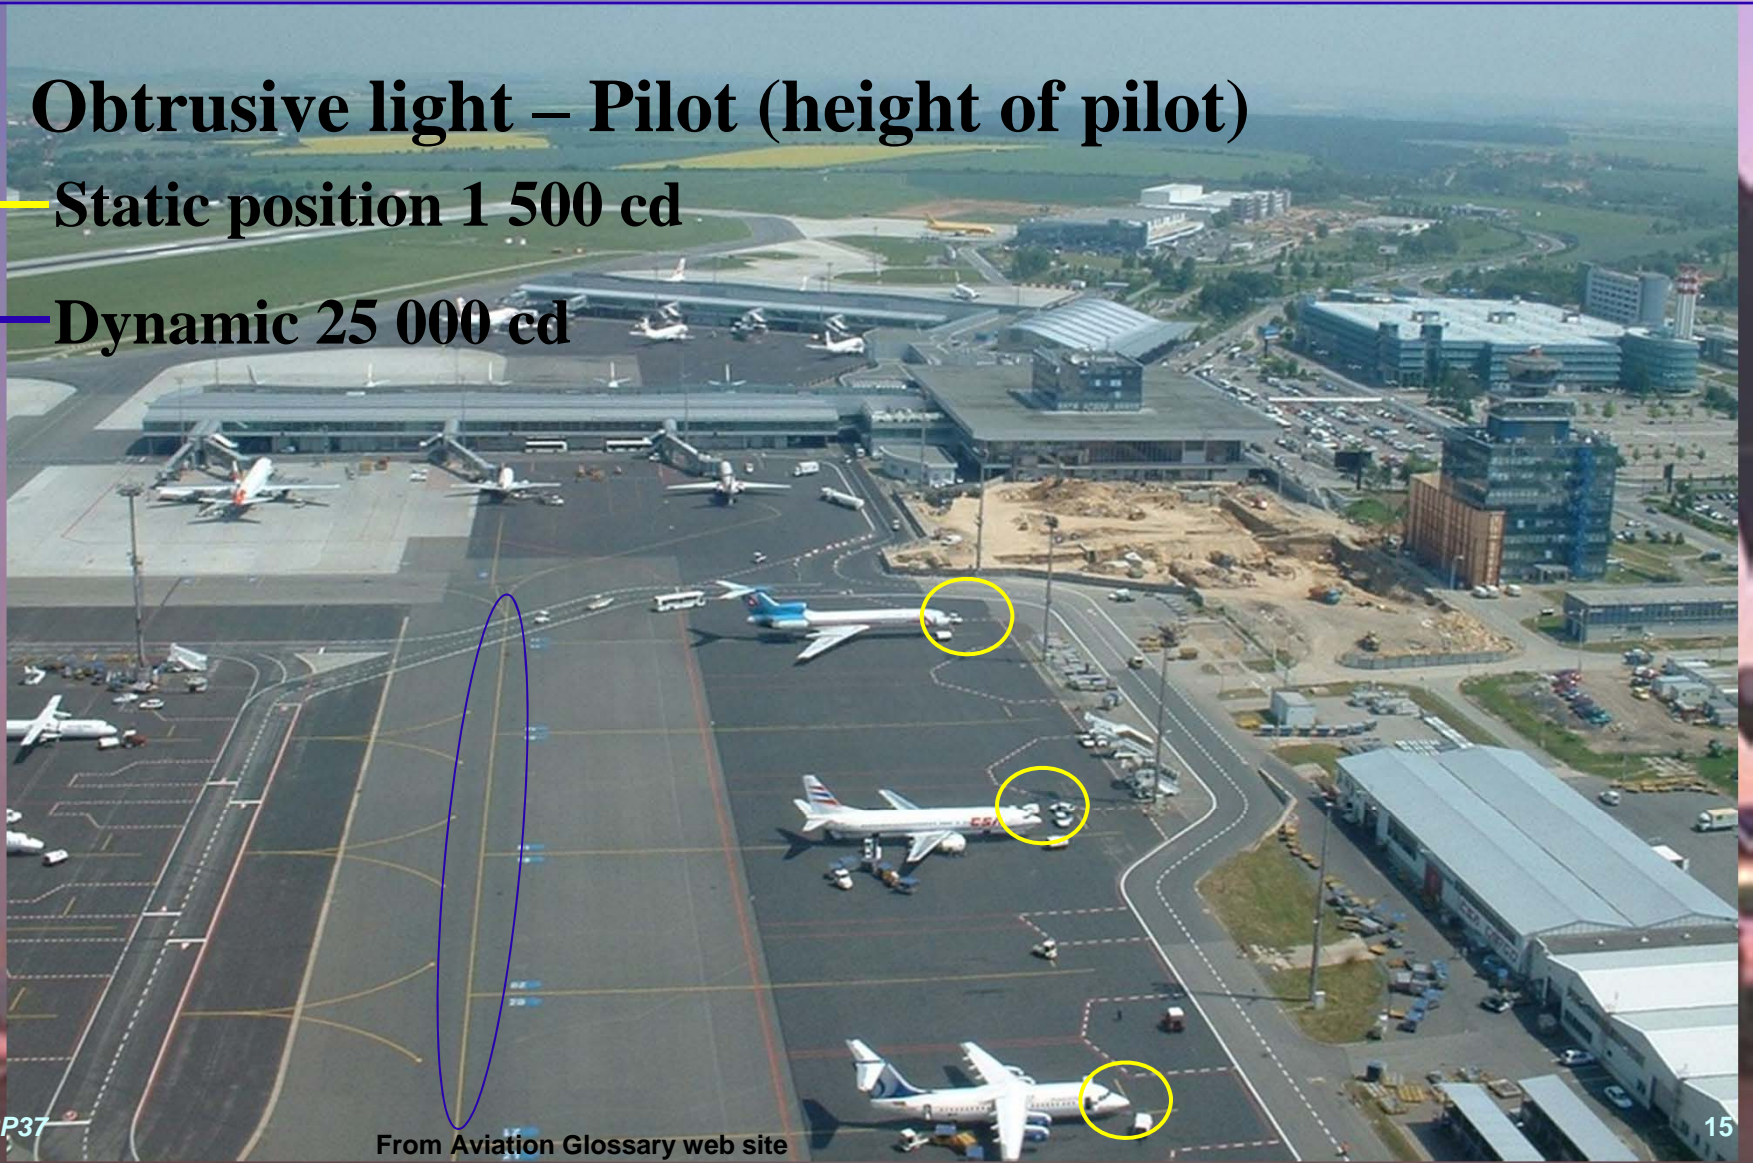 Obtrusive light – Pilot (height of pilot)
Static position 1 500 cd
Dynamic 25 000 cd
CSA
P37
15
From Aviation Glossary web site